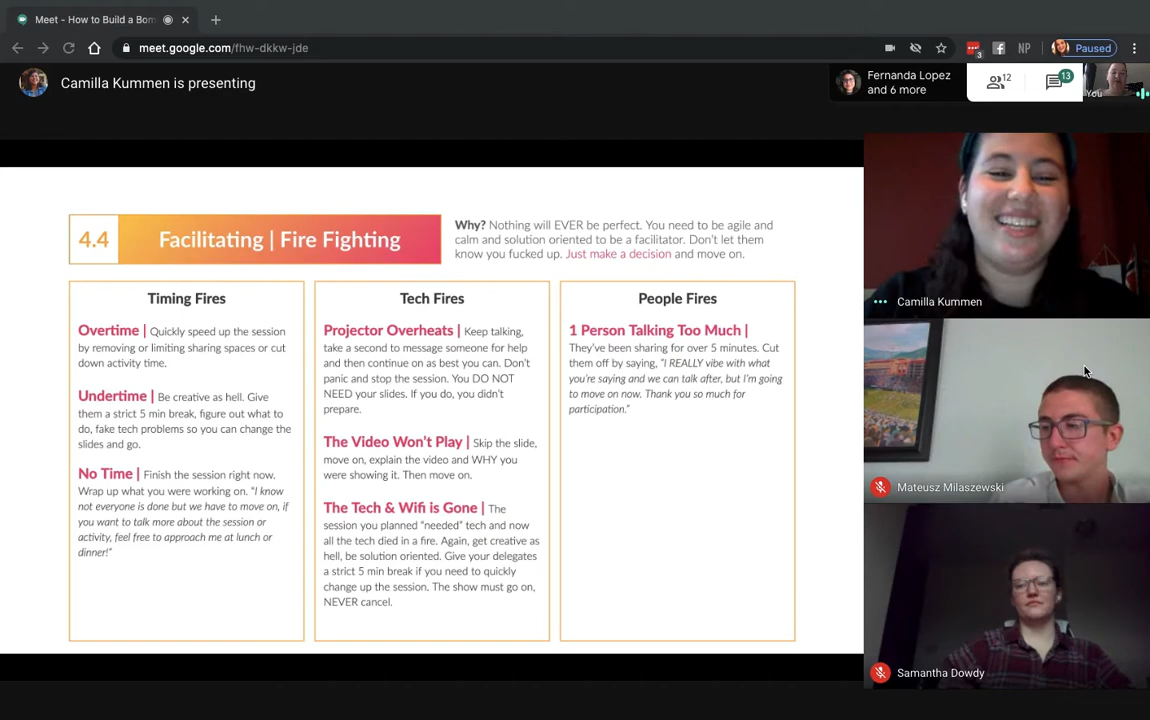 Meet - How to Build a Bom
meet.google.com/fhw-dkkw-jde
3
NP
Paused
Camilla Kummen is presenting
Fernanda Lopez
and 6 more
12
13
You
4.4
Facilitating | Fire Fighting
Why? Nothing will EVER be perfect. You need to be agile and
calm and solution oriented to be a facilitator. Don't let them
know you fucked up. Just make a decision and move on.
Timing Fires
Overtime | Quickly speed up the session
by removing or limiting sharing spaces or cut
down activity time.
Undertime | Be creative as hell. Give
them a strict 5 min break, figure out what to
do, fake tech problems so you can change the
slides and go.
No Time | Finish the session right now.
Wrap up what you were working on. "I know
not everyone is done but we have to move on, if
you want to talk more about the session or
activity, feel free to approach me at lunch or
dinner!"
Tech Fires
Projector Overheats | Keep talking,
take a second to message someone for help
and then continue on as best you can. Don't
panic and stop the session. You DO NOT
NEED your slides. If you do, you didn't
prepare.
The Video Won't Play | Skip the slide,
move on, explain the video and WHY you
were showing it. Then move on.
The Tech & Wifi is Gone | The
session you planned "needed" tech and now
all the tech died in a fire. Again, get creative as
hell, be solution oriented. Give your delegates
a strict 5 min break if you need to quickly
change up the session. The show must go on,
NEVER cancel.
People Fires
1 Person Talking Too Much |
They've been sharing for over 5 minutes. Cut
them off by saying, "I REALLY vibe with what
you're saying and we can talk after, but I'm going
to move on now. Thank you so much for
participation."
Camilla Kummen
Mateusz Milaszewski
Samantha Dowdy